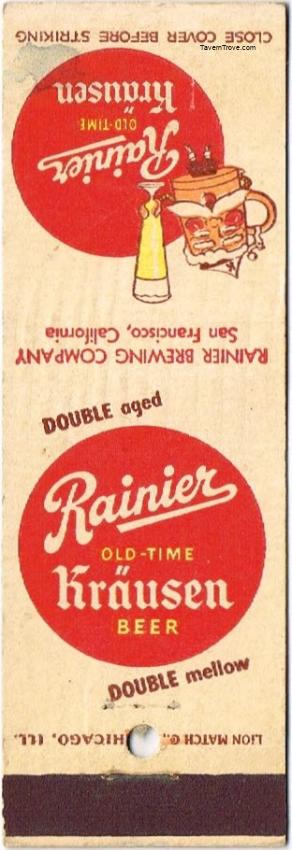 TavernTrove.com
CLOSE COVER BEFORE STRIKING
Rainier
OLD-TIME
Kräusen
RAINIER BREWING COMPANY
San Francisco, California
DOUBLE aged
Rainier
OLD-TIME
Kräusen
BEER
DOUBLE mellow
LION MATCH CHICAGO, ILL.